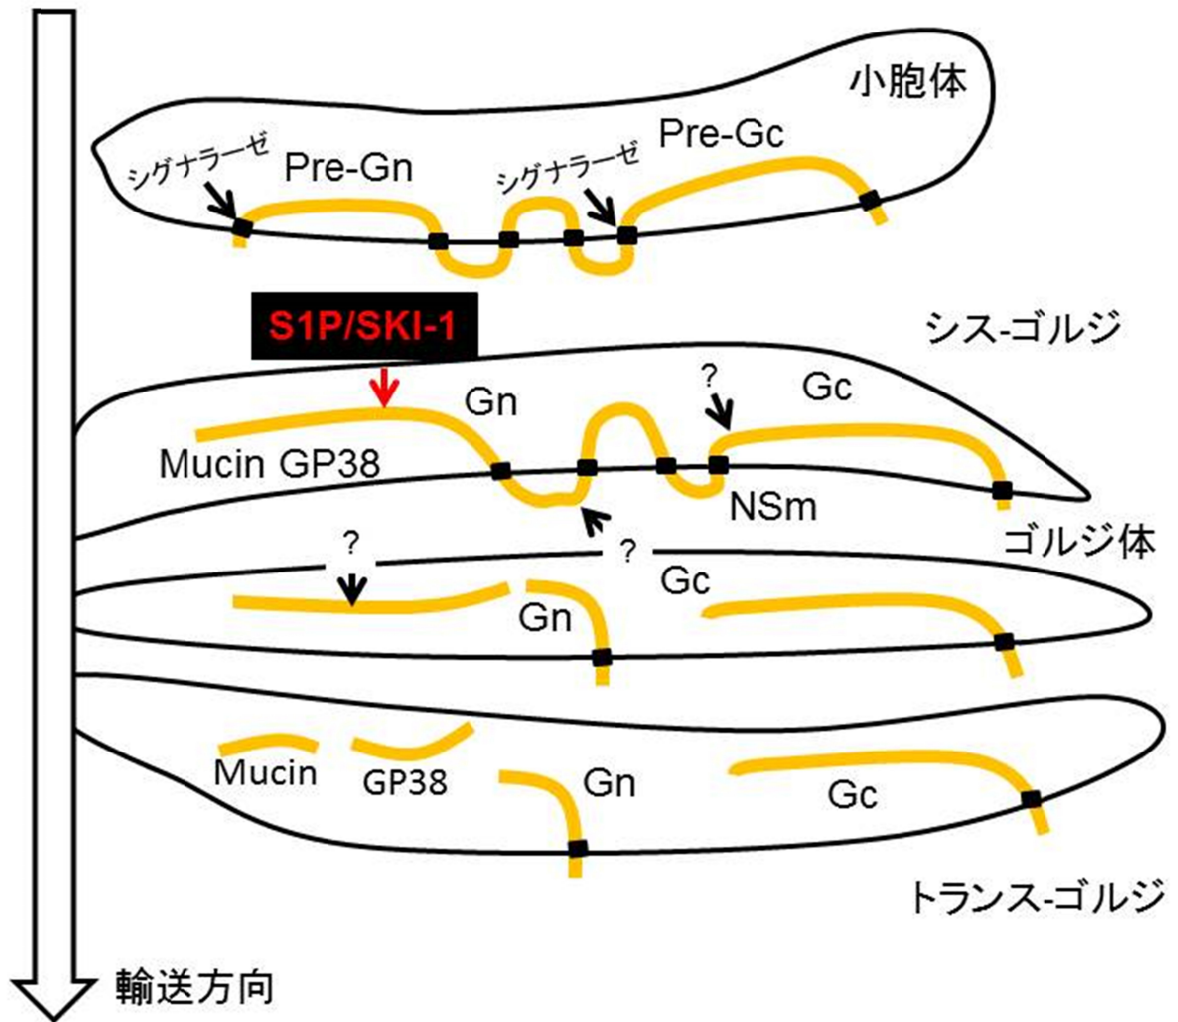 小胞体
シグナラーゼ
Pre-Gn
シグナラーゼ
Pre-Gc
S1P/SKI-1
シス-ゴルジ
Gn
?
Gc
Mucin GP38
NSm
?
ゴルジ体
?
Gn
Gc
Mucin
GP38
Gn
Gc
トランス-ゴルジ
輸送方向